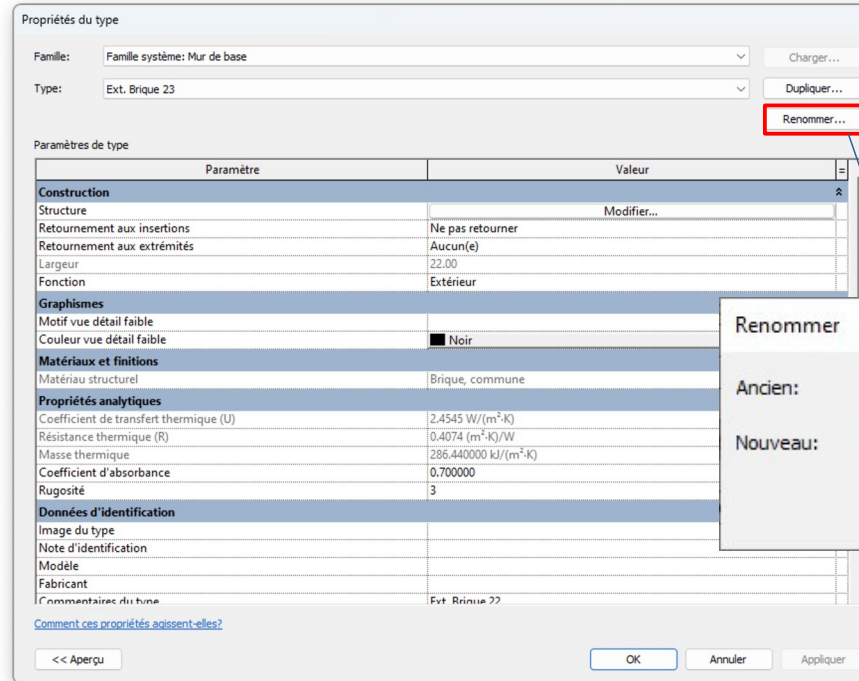 Propriétés du type
Famille: Famille système: Mur de base Charger...
Type: Ext. Brique 23 Dupliquer...
Renommer...
Paramètres de type
Paramètre Valeur =
Construction
Structure Modifier...
Retournement aux insertions Ne pas retourner
Retournement aux extrémités Aucun(e)
Largeur 22.00
Fonction Extérieur
Graphismes
Motif vue détail faible
Couleur vue détail faible Noir
Matériaux et finitions
Matériau structurel Brique, commune
Propriétés analytiques
Coefficient de transfert thermique (U) 2.4545 W/(m²·K)
Résistance thermique (R) 0.4074 (m²·K)/W
Masse thermique 286.440000 kJ/(m²·K)
Coefficient d'absorbance 0.700000
Rugosité 3
Données d'identification
Image du type
Note d'identification
Modèle
Fabricant
Commentaires du type Ext. Brique 22
Renommer
Ancien:
Nouveau:
Comment ces propriétés agissent-elles?
<< Aperçu OK Annuler Appliquer